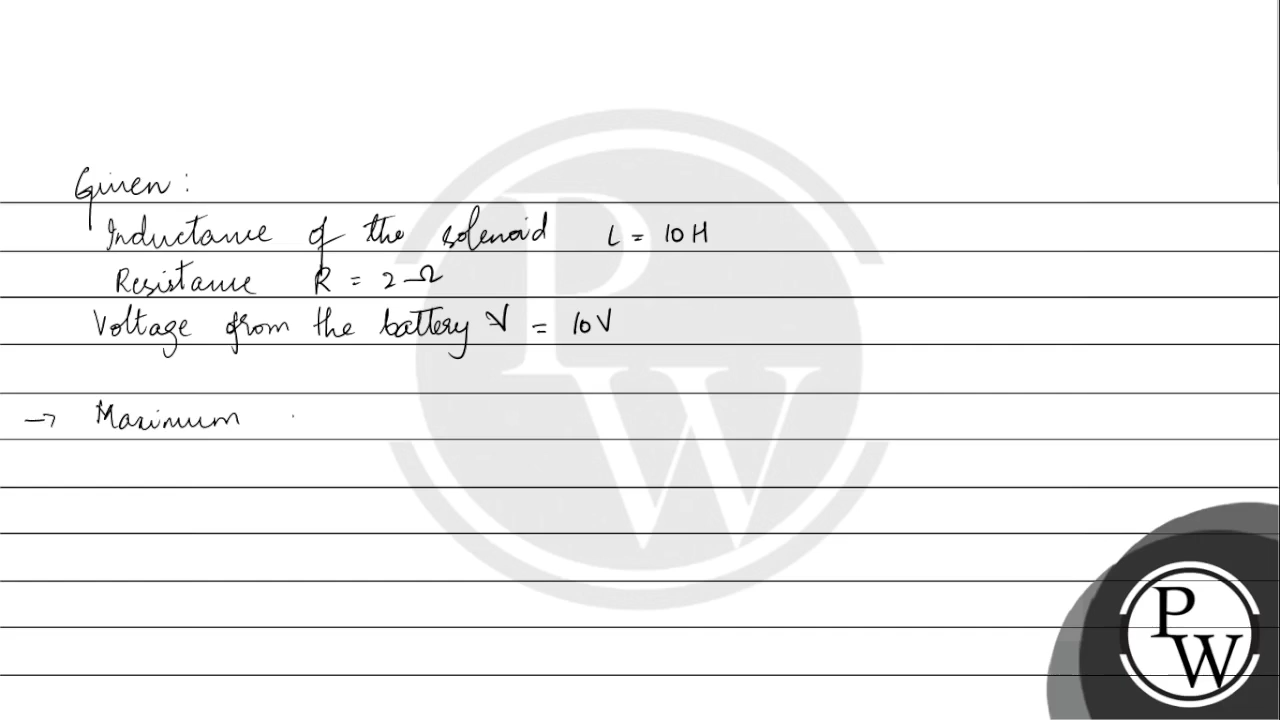 Given :
Inductance of the solenoid L = 10 H
Resistance R = 2 Ω
Voltage from the battery V = 10 V
→ Maximum
P
W
P
W